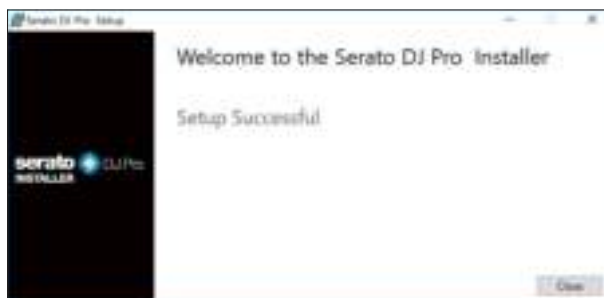 Serato DJ Pro Setup
Welcome to the Serato DJ Pro Installer
Setup Successful
serato DJ Pro
INSTALLER
Close